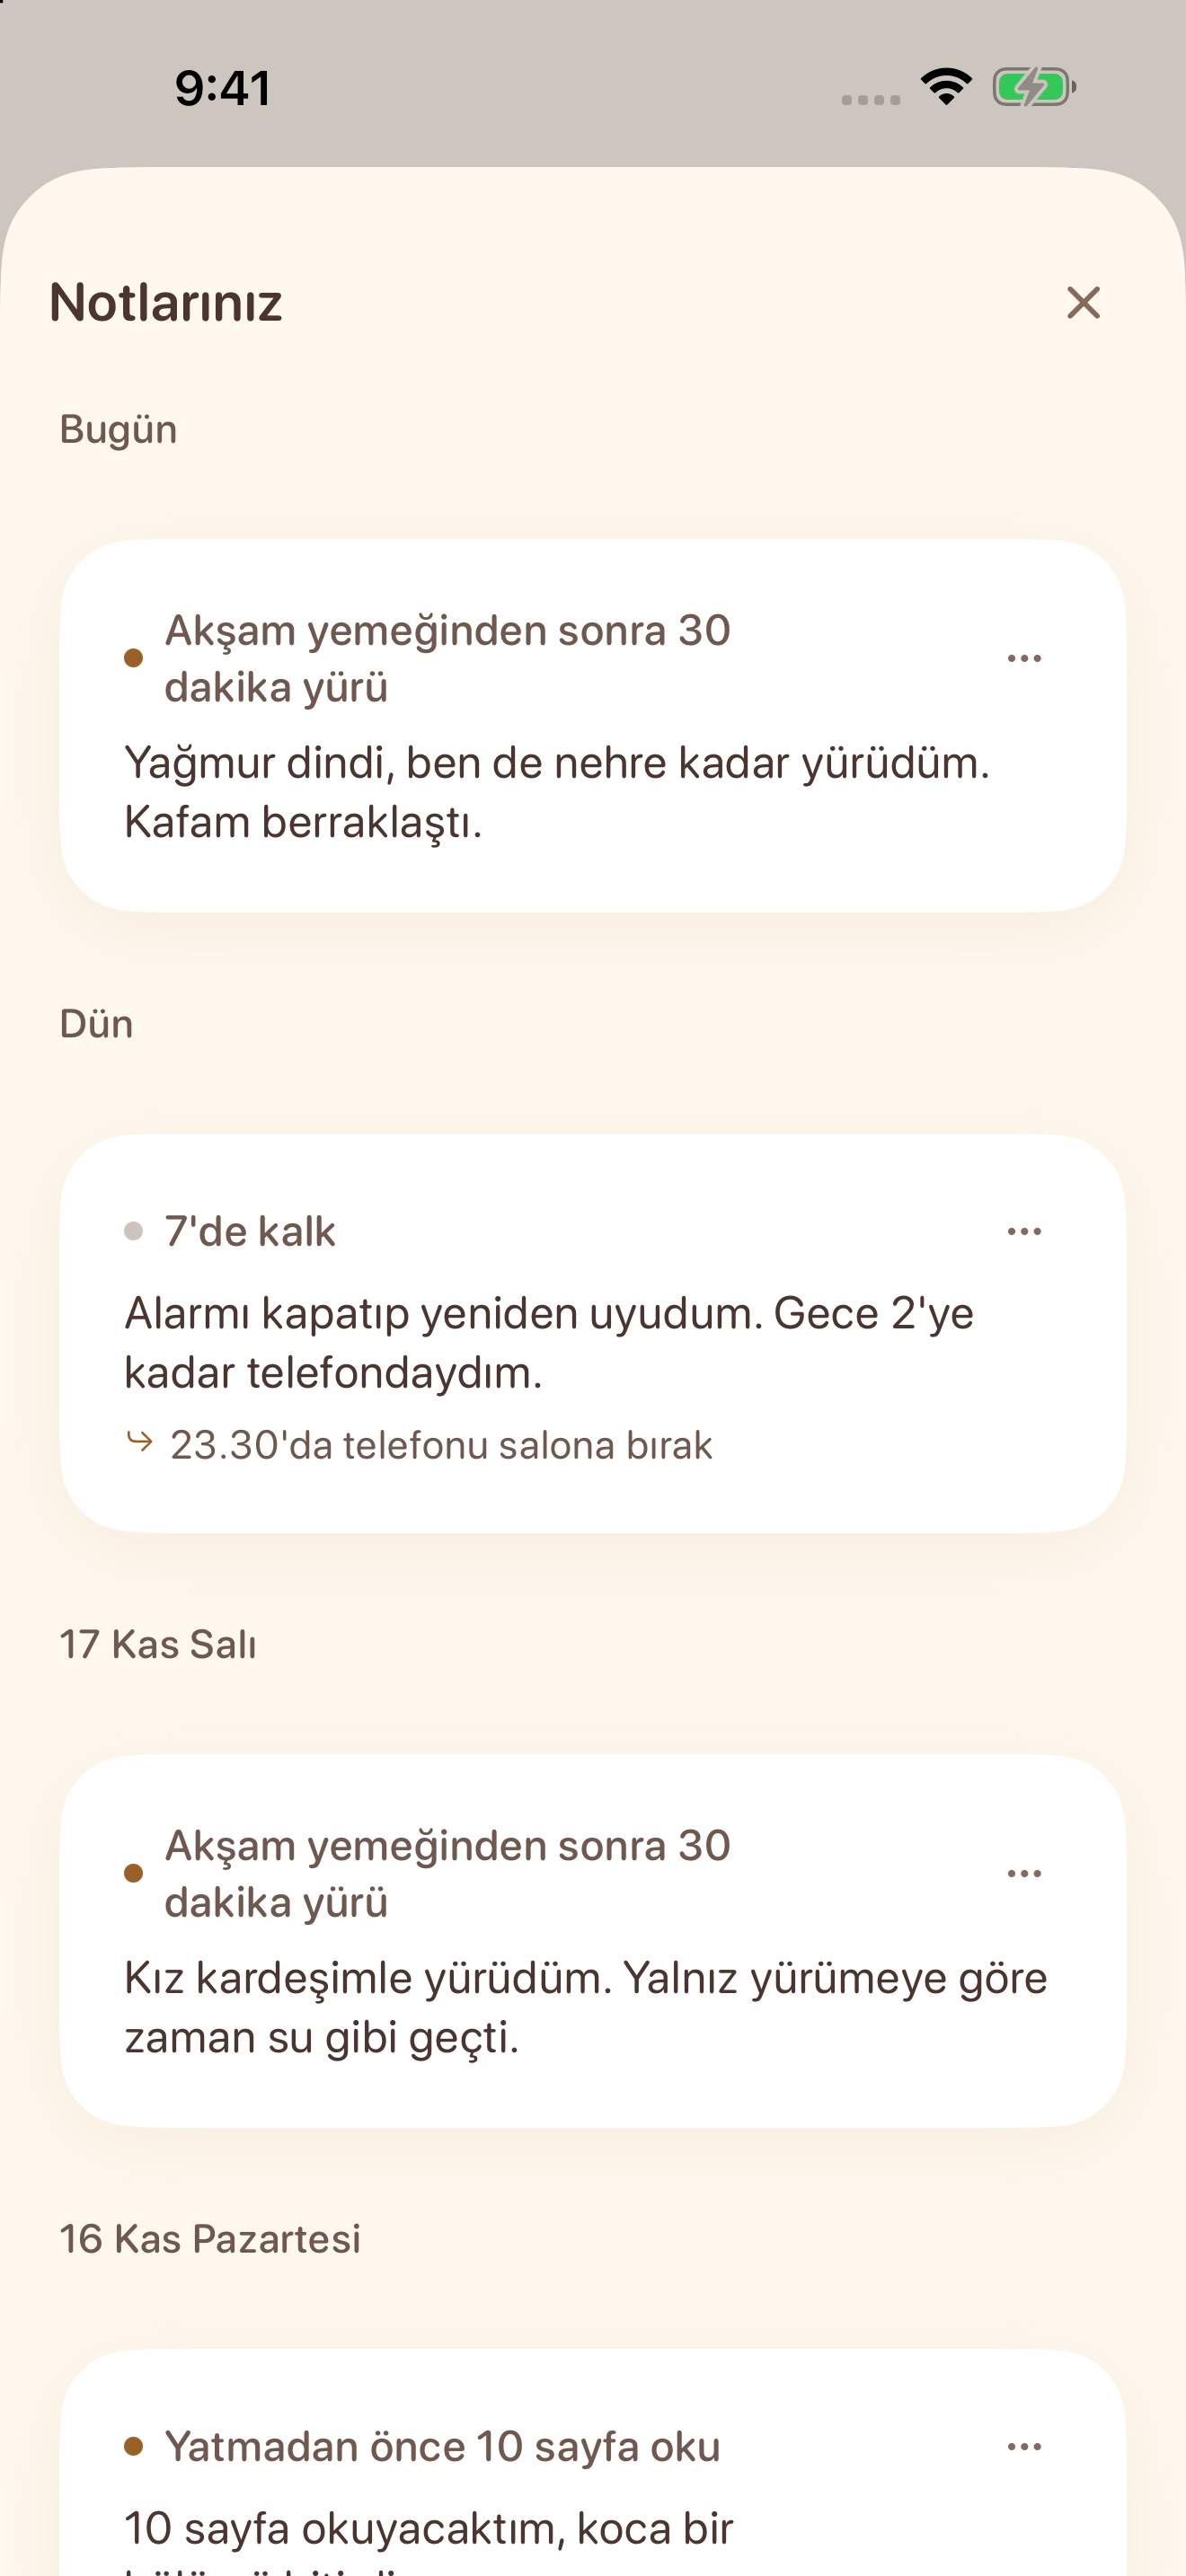 9:41
Notlarınız
Bugün
Akşam yemeğinden sonra 30
dakika yürü
Yağmur dindi, ben de nehre kadar yürüdüm.
Kafam berraklaştı.
Dün
7'de kalk
Alarmı kapatıp yeniden uyudum. Gece 2'ye
kadar telefondaydım.
23.30'da telefonu salona bırak
17 Kas Salı
Akşam yemeğinden sonra 30
dakika yürü
Kız kardeşimle yürüdüm. Yalnız yürümeye göre
zaman su gibi geçti.
16 Kas Pazartesi
Yatmadan önce 10 sayfa oku
10 sayfa okuyacaktım, koca bir